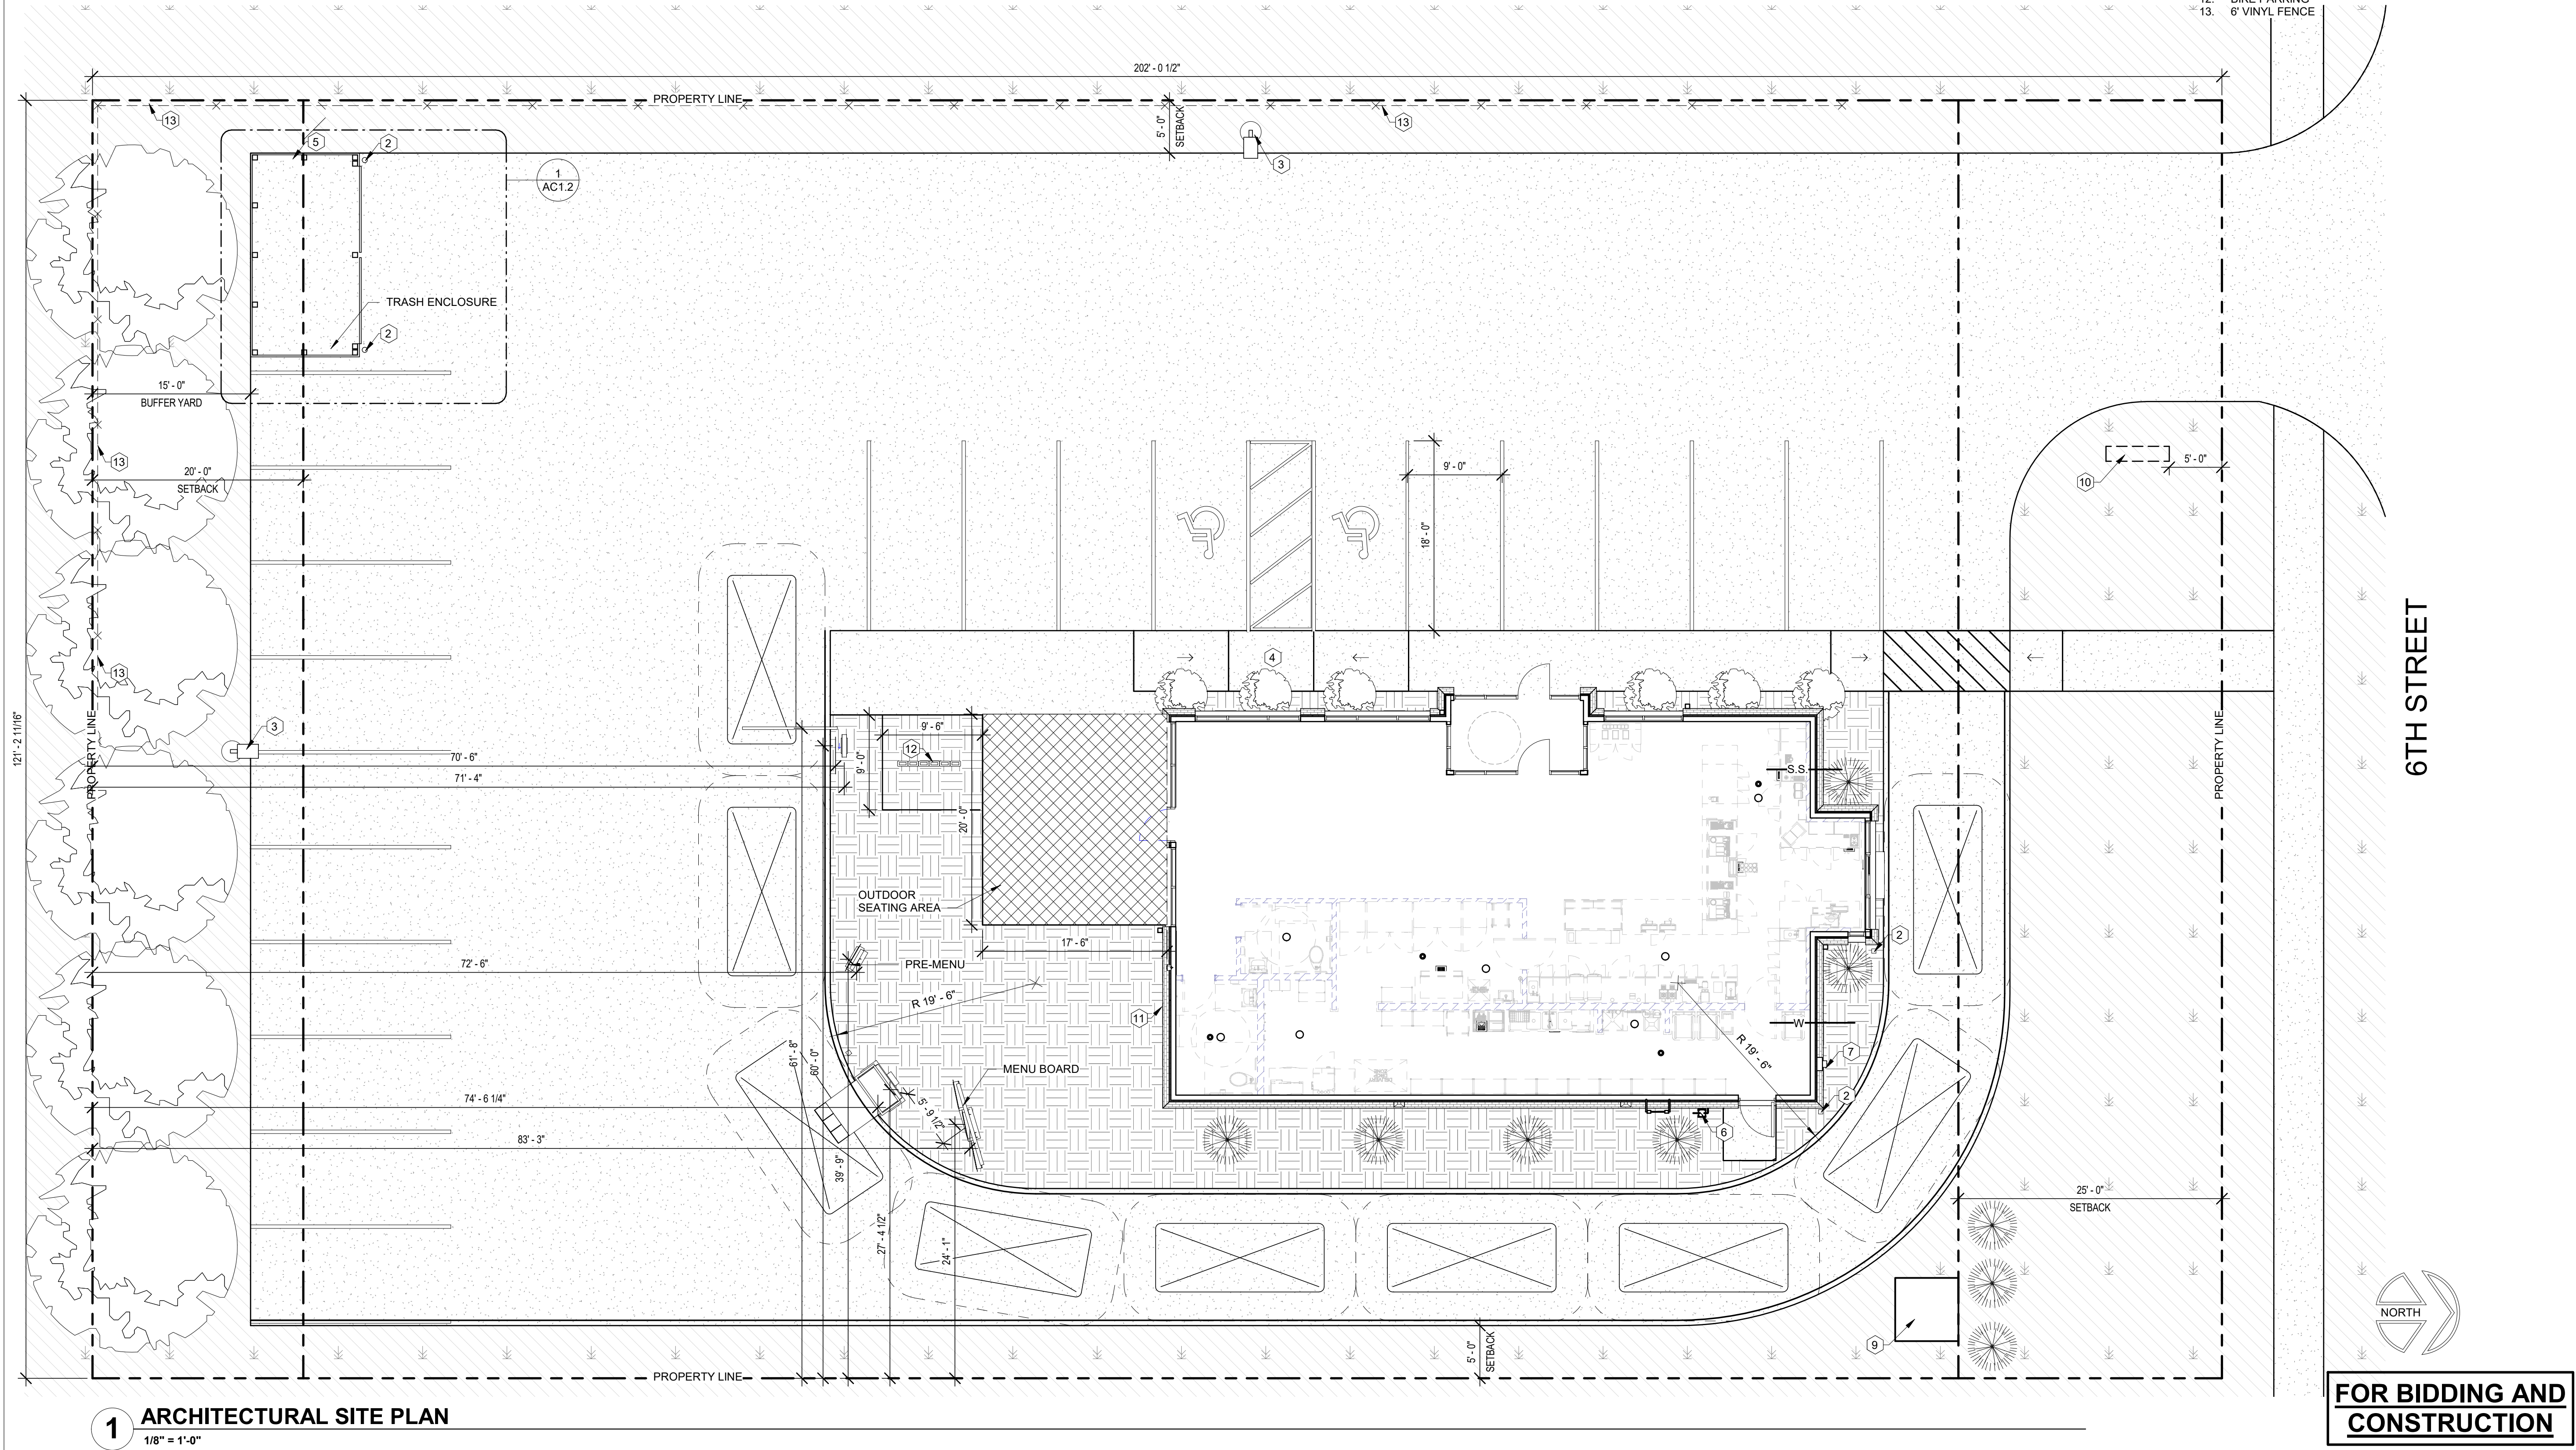 12. BIKE PARKING
13. 6' VINYL FENCE
202' - 0 1/2"
PROPERTY LINE
13
5' - 0"
SETBACK
13
3
5
2
1
AC1.2
TRASH ENCLOSURE
2
15' - 0"
BUFFER YARD
13
20' - 0"
SETBACK
9' - 0"
18' - 0"
10
5' - 0"
6TH STREET
13
4
121' - 2 11/16"
PROPERTY LINE
3
70' - 6"
71' - 4"
9' - 6"
12
9' - 0"
20' - 0"
S.S.
PROPERTY LINE
OUTDOOR
SEATING AREA
17' - 6"
2
72' - 6"
PRE-MENU
R 19' - 6"
11
W
R 19' - 6"
7
61' - 8"
60' - 0"
MENU BOARD
74' - 6 1/4"
5' - 9 1/2"
2
6
83' - 3"
39' - 9"
27' - 4 1/2"
24' - 1"
25' - 0"
SETBACK
9
5' - 0"
SETBACK
NORTH
PROPERTY LINE
1
ARCHITECTURAL SITE PLAN
1/8" = 1'-0"
FOR BIDDING AND
CONSTRUCTION